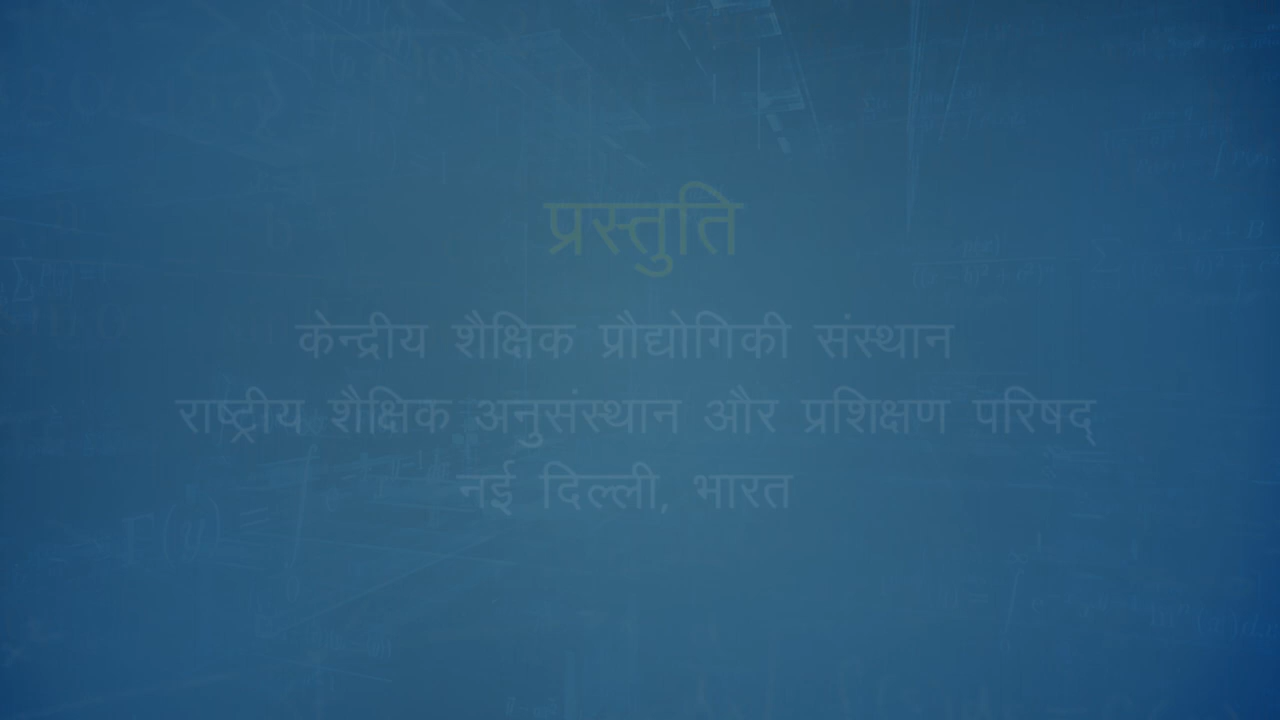 प्रस्तुति
केन्द्रीय शैक्षिक प्रौद्योगिकी संस्थान
राष्ट्रीय शैक्षिक अनुसंस्थान और प्रशिक्षण परिषद्
नई दिल्ली, भारत